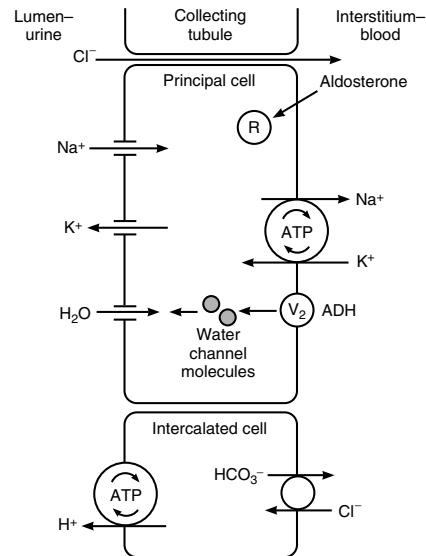 Lumen–
urine
Collecting
tubule
Interstitium–
blood
Cl⁻
Principal cell
Aldosterone
R
Na⁺
Na⁺
ATP
K⁺
K⁺
H₂O
V₂
ADH
Water
channel
molecules
Intercalated cell
HCO₃⁻
ATP
Cl⁻
H⁺